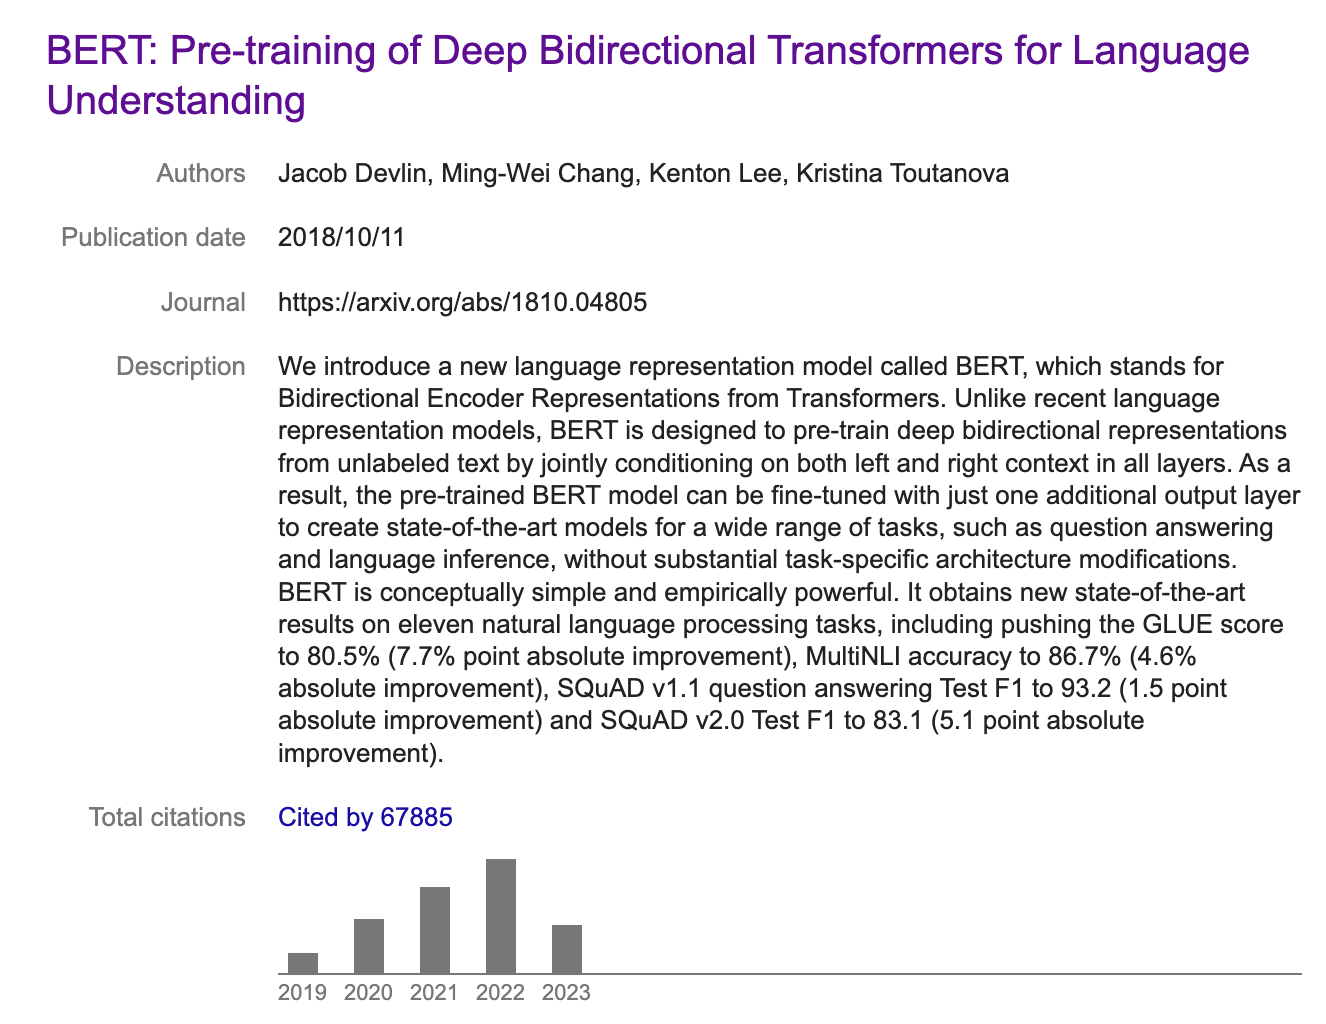 BERT: Pre-training of Deep Bidirectional Transformers for Language
Understanding
Authors Jacob Devlin, Ming-Wei Chang, Kenton Lee, Kristina Toutanova
Publication date 2018/10/11
Journal https://arxiv.org/abs/1810.04805
Description We introduce a new language representation model called BERT, which stands for
Bidirectional Encoder Representations from Transformers. Unlike recent language
representation models, BERT is designed to pre-train deep bidirectional representations
from unlabeled text by jointly conditioning on both left and right context in all layers. As a
result, the pre-trained BERT model can be fine-tuned with just one additional output layer
to create state-of-the-art models for a wide range of tasks, such as question answering
and language inference, without substantial task-specific architecture modifications.
BERT is conceptually simple and empirically powerful. It obtains new state-of-the-art
results on eleven natural language processing tasks, including pushing the GLUE score
to 80.5% (7.7% point absolute improvement), MultiNLI accuracy to 86.7% (4.6%
absolute improvement), SQuAD v1.1 question answering Test F1 to 93.2 (1.5 point
absolute improvement) and SQuAD v2.0 Test F1 to 83.1 (5.1 point absolute
improvement).
Total citations Cited by 67885
2019 2020 2021 2022 2023